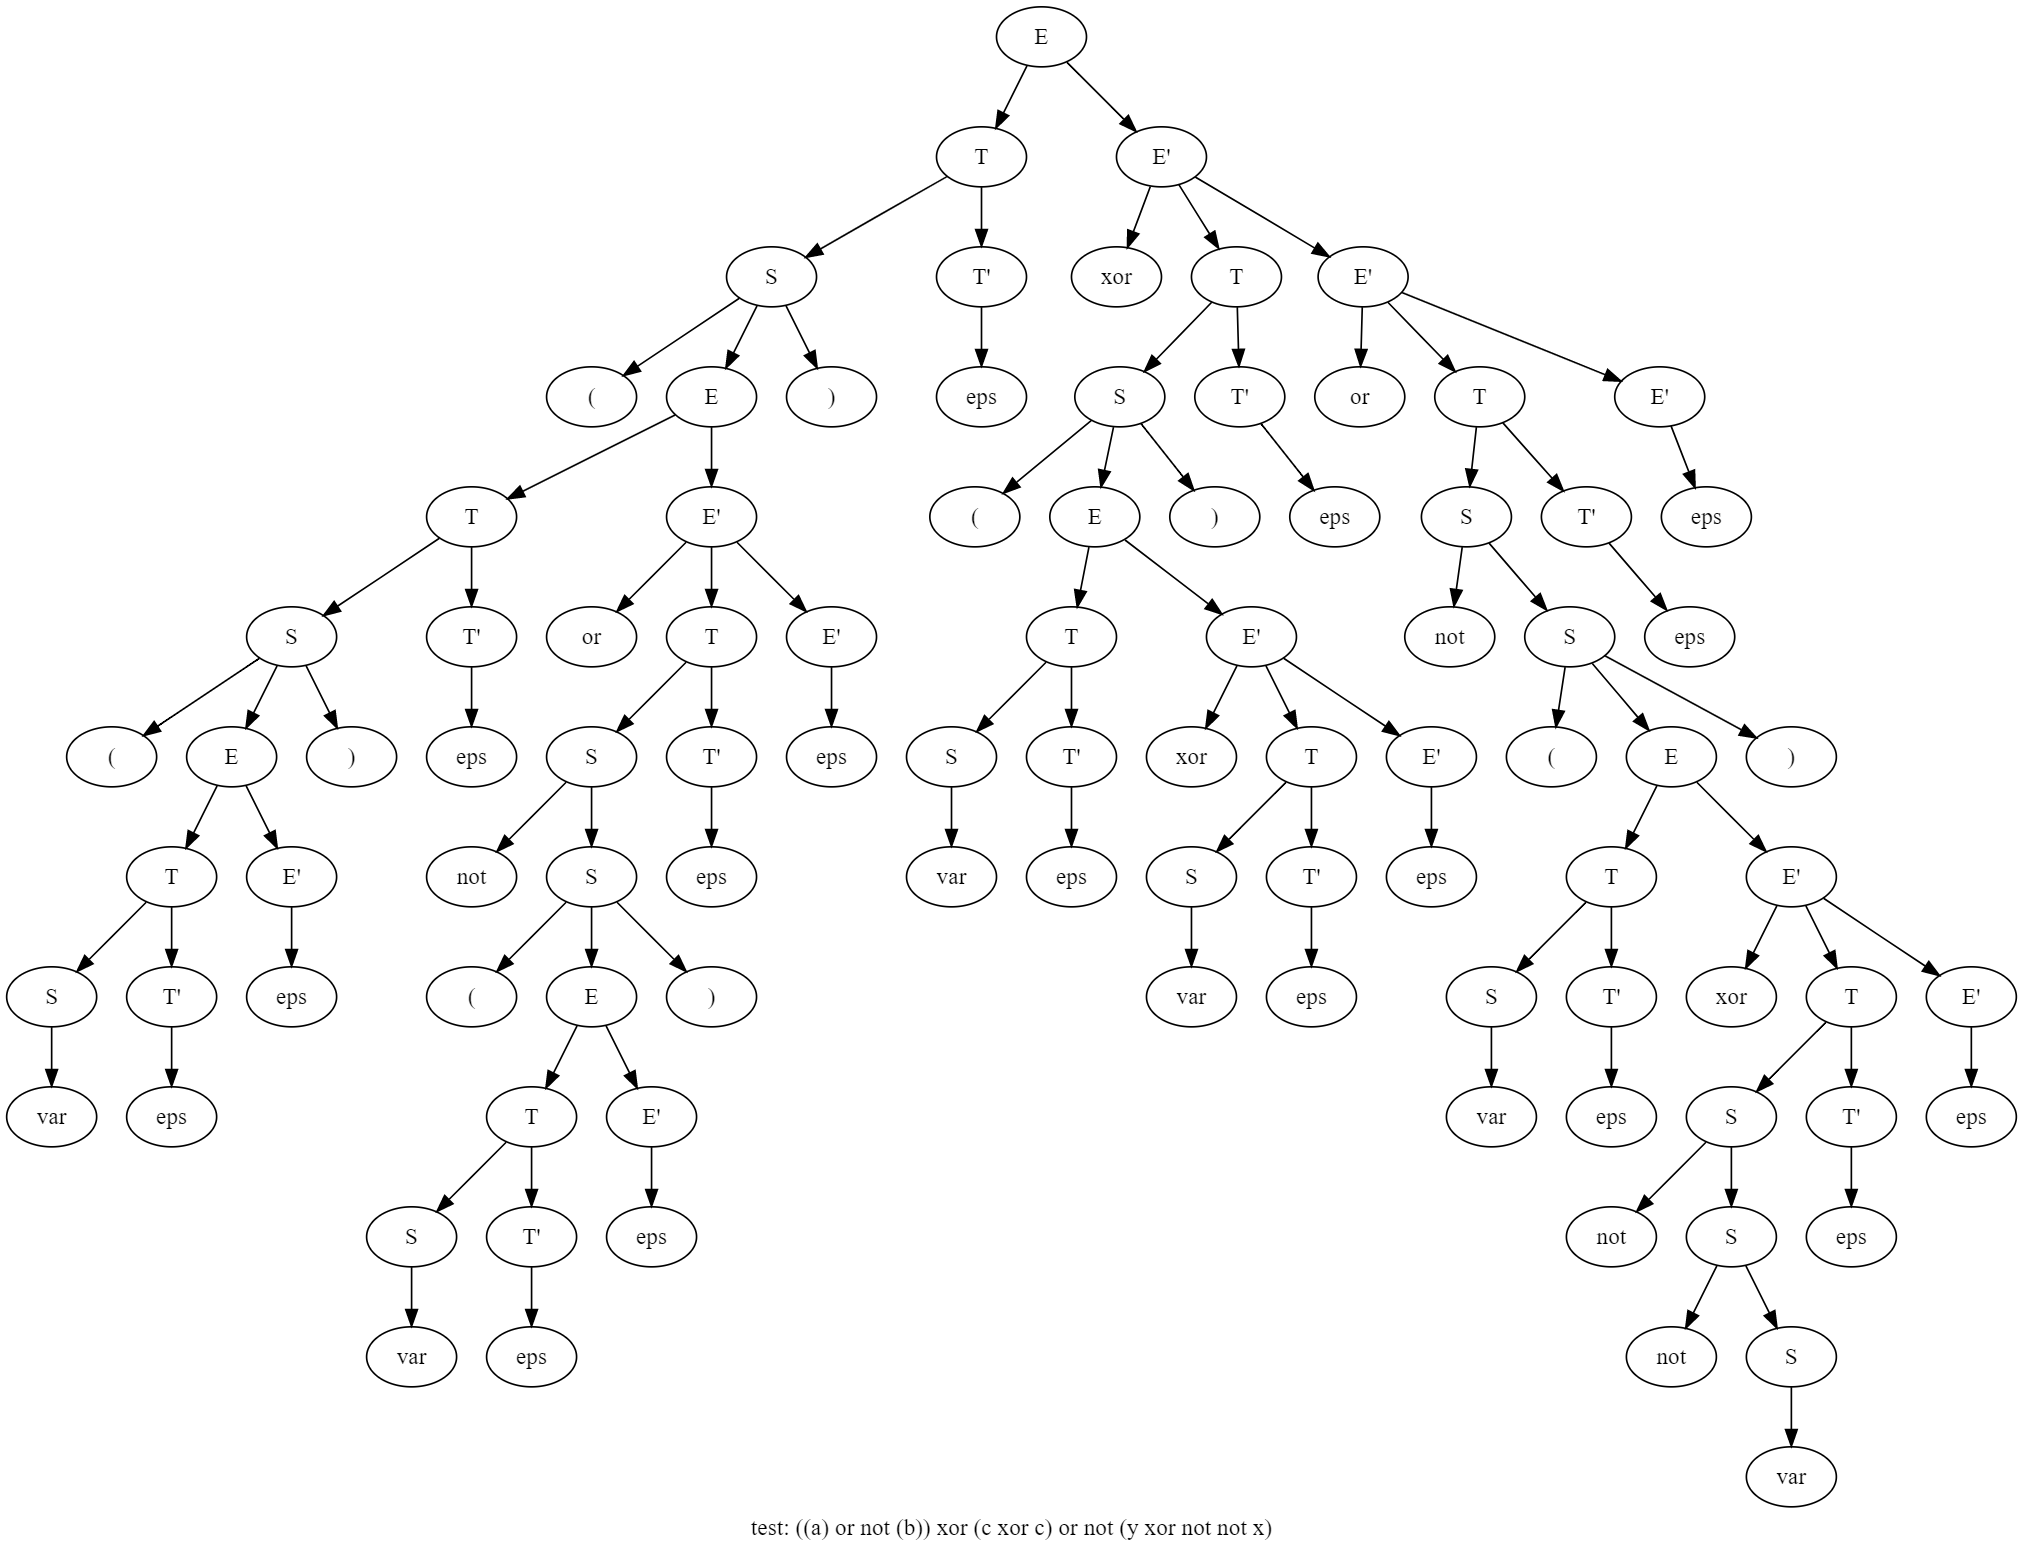 E
T E'
S T' xor T E'
( E ) eps S T' or T E'
T E' ( E ) eps S T' eps
S T' or T E' T E' not S eps
( E ) eps S T' eps S T' xor T E' ( E )
T E' not S eps var eps S T' eps T E'
S T' eps ( E ) var eps S T' xor T E'
var eps T E' var eps S T' eps
S T' eps not S eps
var eps not S
var
test: ((a) or not (b)) xor (c xor c) or not (y xor not not x)